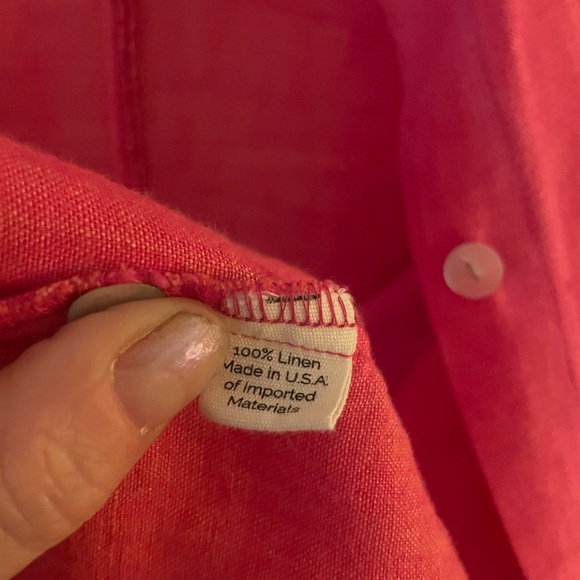 100% Linen
Made in U.S.A.
of Imported
Materials